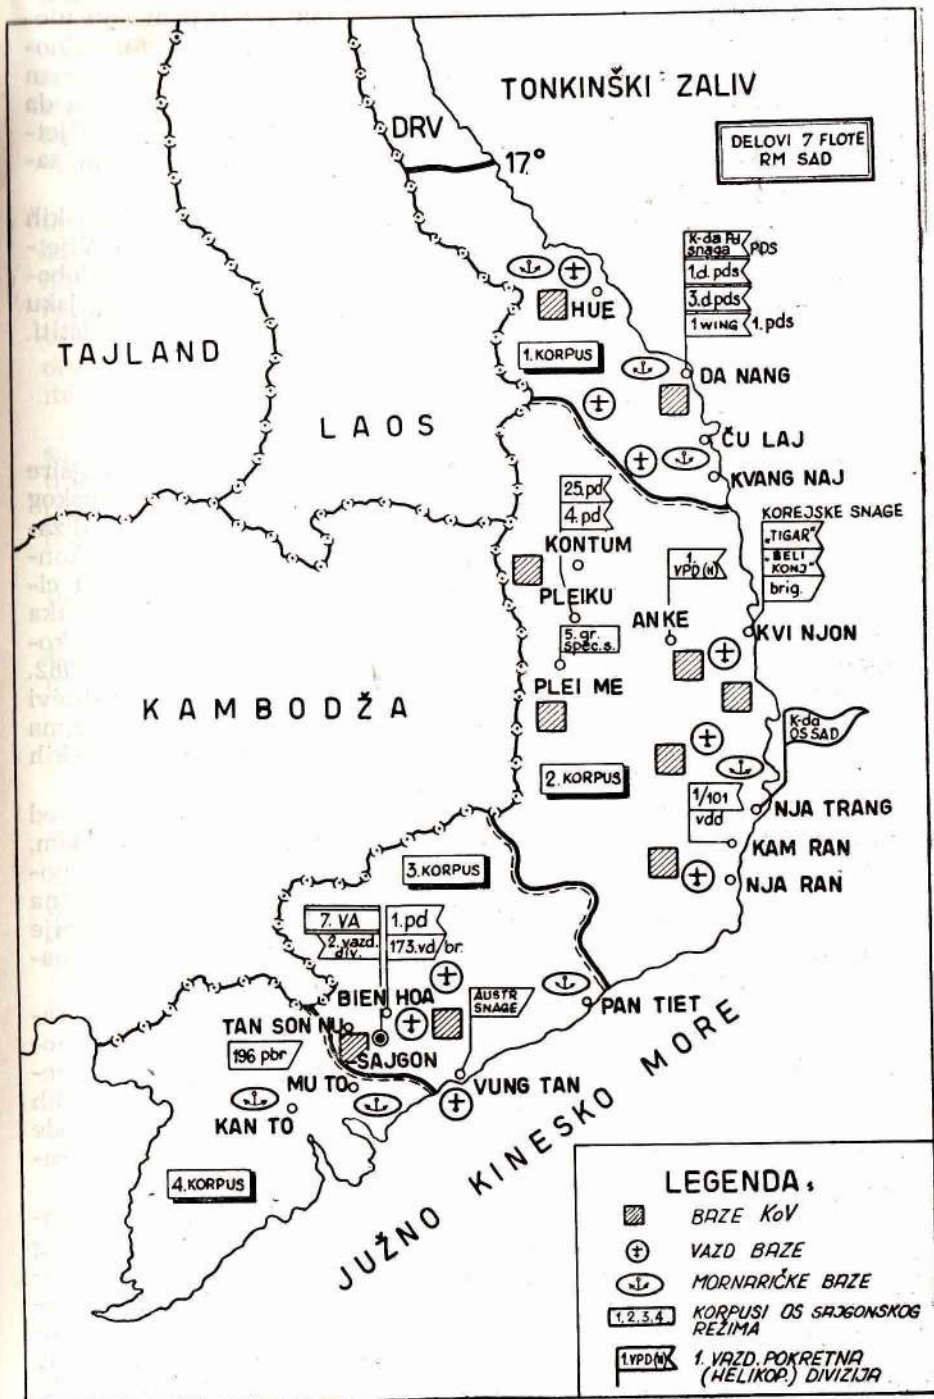 TONKINŠKI ZALIV
DRV
17°
DELOVI 7 FLOTE
RM SAD
K-da Pd
snaga
PDS
1.d.pds
3.d.pds
1 WING
1.pds
HUE
1. KORPUS
TAJLAND
LAOS
DA NANG
ČU LAJ
KVANG NAJ
25.pd
4.pd
KONTUM
KOREJSKE SNAGE
„TIGAR"
„BELI
KONJ"
brig.
1.
VPD(H)
PLEIKU
ANKE
KVI NJON
5.gr.
spec.s.
PLEI ME
KAMBODŽA
K-da
OS SAD
2. KORPUS
1/101
vdd
NJA TRANG
KAM RAN
NJA RAN
3. KORPUS
7. VA
1.pd
2. vazd.
div.
173.vd/br.
BIEN HOA
AUSTR
SNAGE
PAN TIET
TAN SON NU
196 pbr
SAJGON
MU TO
VUNG TAN
KAN TO
4. KORPUS
JUŽNO KINESKO MORE
LEGENDA:
BAZE KoV
VAZD BAZE
MORNARIČKE BAZE
1.2.3.4.
KORPUSI OS SAJGONSKOG
REŽIMA
1.VPD(H)
1. VAZD. POKRETNA
(HELIKOP.) DIVIZIJA